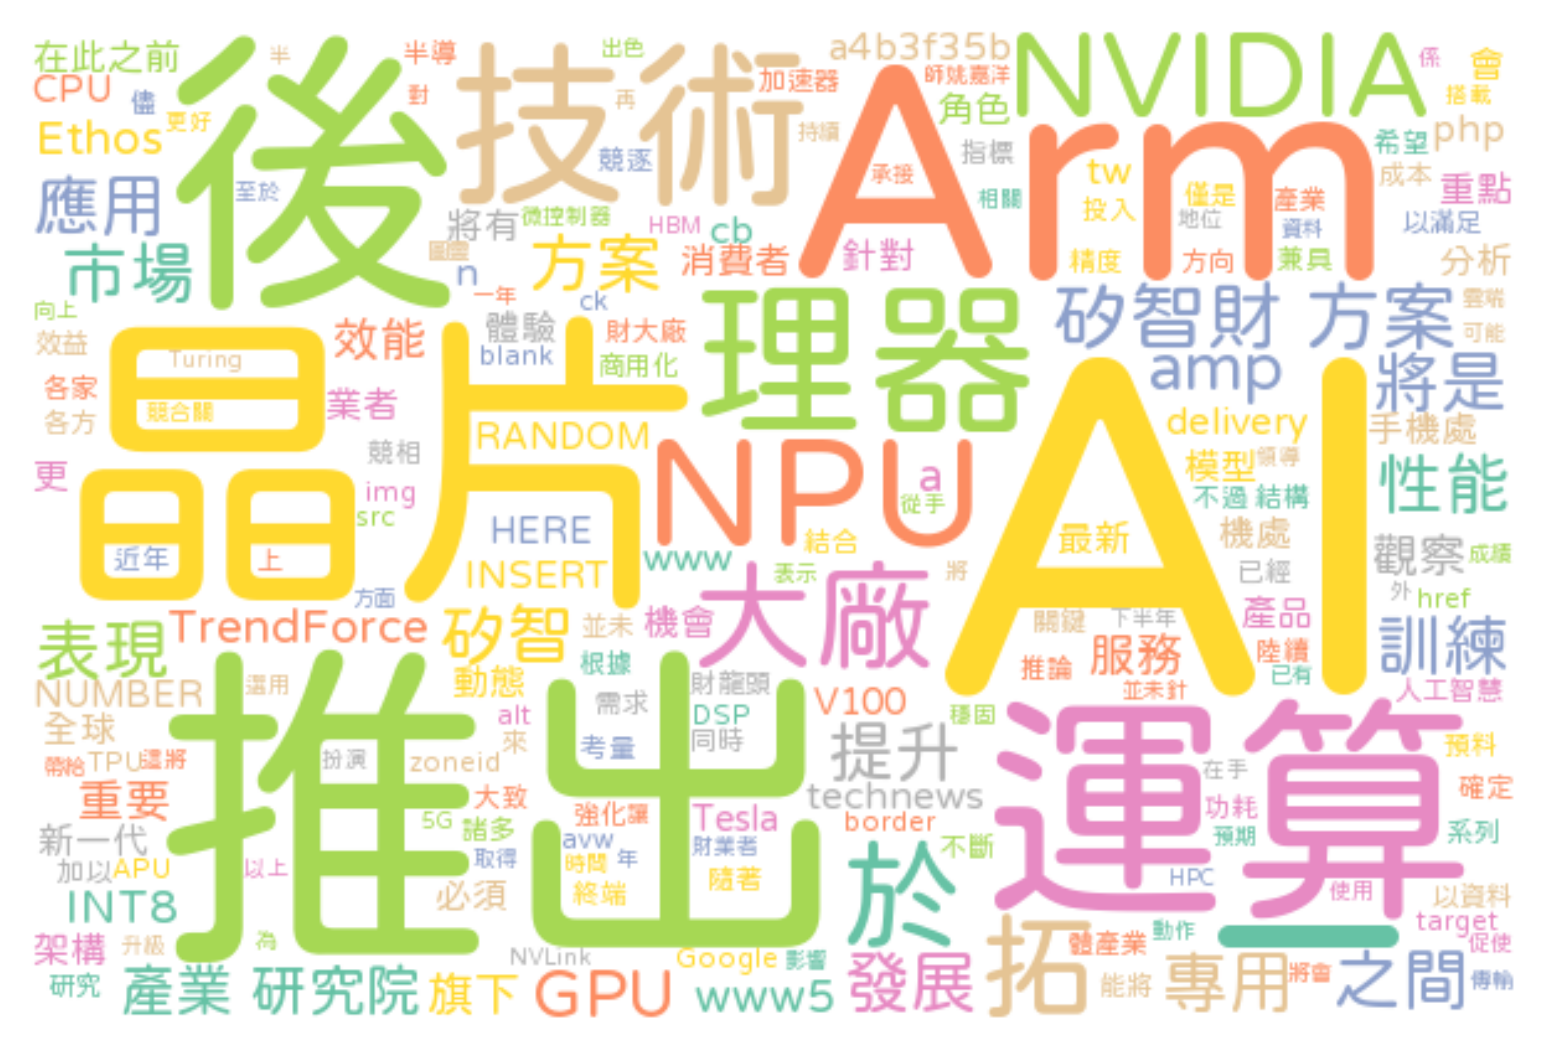 在此之前
半
半導
出色
a4b3f35b
NVIDIA
係
會
CPU
儘
後
對
技術
再
加速器
師姚嘉洋
角色
搭載
Ethos
更好
競逐
持續
Arm
指標
希望
php
應用
至於
承接
相關
tw
僅是
產業
成本
重點
將有
微控制器
HBM
cb
投入
地位
資料
以滿足
市場
n
方案
消費者
針對
精度
方向
兼具
分析
向上
一年
ck
理器
矽智財
方案
雲端
效益
效能
體驗
財大廠
可能
晶片
Turing
blank
商用化
amp
將是
各家
競合關
業者
AI
各方
RANDOM
delivery
手機處
競相
NPU
模型
領導
更
img
a
性能
src
從手
不過
結構
HERE
最新
機處
近年
上
www
結合
觀察
成績
INSERT
表示
將
已經
方面
大廠
外
href
TrendForce
矽智
並未
機會
關鍵
下半年
產品
表現
訓練
推出
根據
推論
服務
陸續
NUMBER
選用
動態
財龍頭
已有
需求
V100
並未針
人工智慧
全球
alt
DSP
穩固
運算
來
考量
同時
提升
預料
帶給
TPU
這將
扮演
zoneid
在手
重要
大致
technews
確定
5G
諸多
強化讓
Tesla
border
功耗
新一代
avw
財業者
不斷
預期
系列
加以
APU
以上
取得
時間
年
於
HPC
INT8
必須
終端
隨著
使用
以資料
target
架構
升級
為
NVLink
Google
影響
拓
體產業
動作
一
促使
研究
產業
研究院
旗下
GPU
www5
發展
能將
專用
將會
之間
傳輸